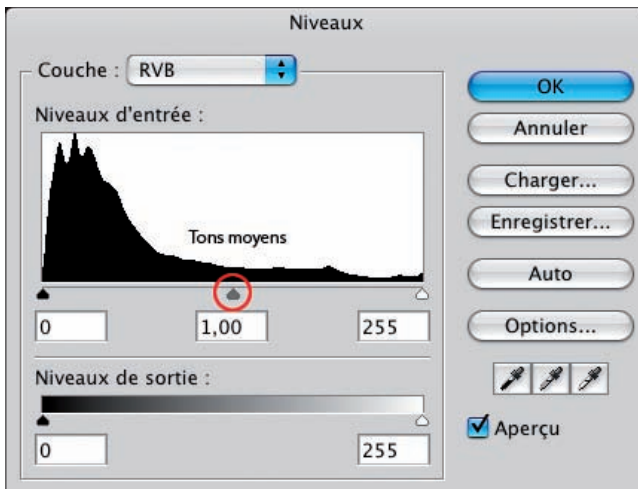 Niveaux
Couche : RVB
Niveaux d'entrée :
Tons moyens
0 1,00 255
Niveaux de sortie :
0 255
OK
Annuler
Charger...
Enregistrer...
Auto
Options...
Aperçu